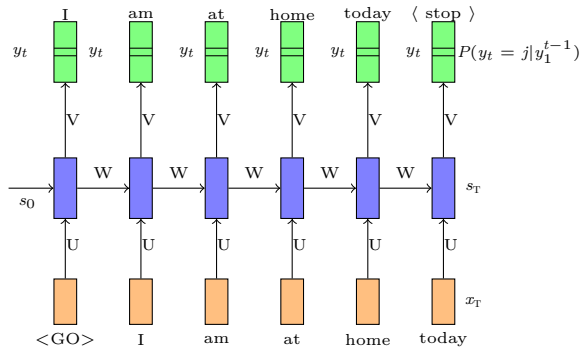 I am at home today ⟨ stop ⟩
y_t y_t y_t y_t y_t y_t P(y_t = j|y_1^{t−1})
V V V V V V
W W W W W
s_0 s_T
U U U U U U
x_T
<GO> I am at home today